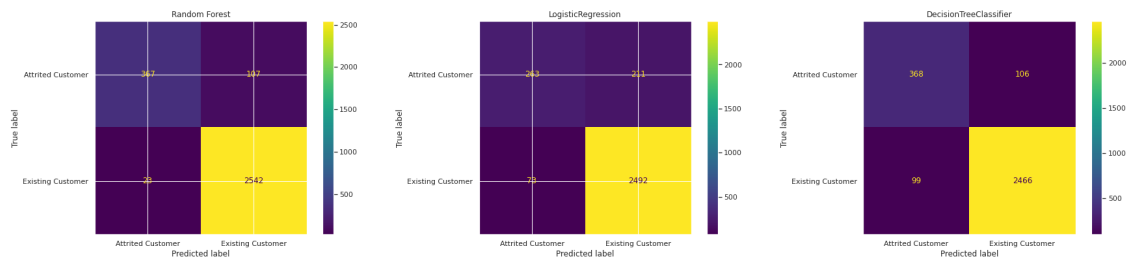 Random Forest
Attrited Customer
367
107
Existing Customer
23
2542
Attrited Customer
Existing Customer
True label
Predicted label
2500
2000
1500
1000
500
LogisticRegression
Attrited Customer
263
211
Existing Customer
73
2492
Attrited Customer
Existing Customer
True label
Predicted label
2000
1500
1000
500
DecisionTreeClassifier
Attrited Customer
368
106
Existing Customer
99
2466
Attrited Customer
Existing Customer
True label
Predicted label
2000
1500
1000
500